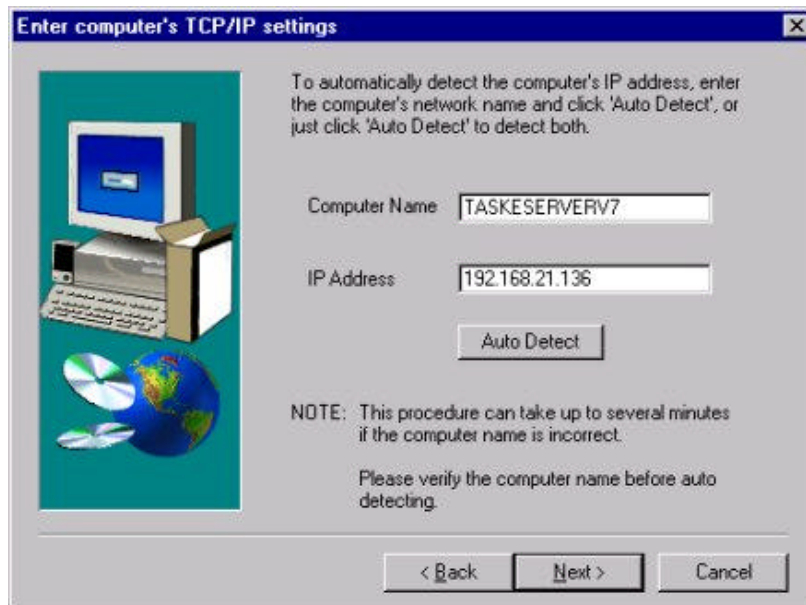 Enter computer's TCP/IP settings
To automatically detect the computer's IP address, enter
the computer's network name and click 'Auto Detect', or
just click 'Auto Detect' to detect both.
Computer Name TASKESERVERV7
IP Address 192.168.21.136
Auto Detect
NOTE: This procedure can take up to several minutes
if the computer name is incorrect.
Please verify the computer name before auto
detecting.
< Back Next > Cancel